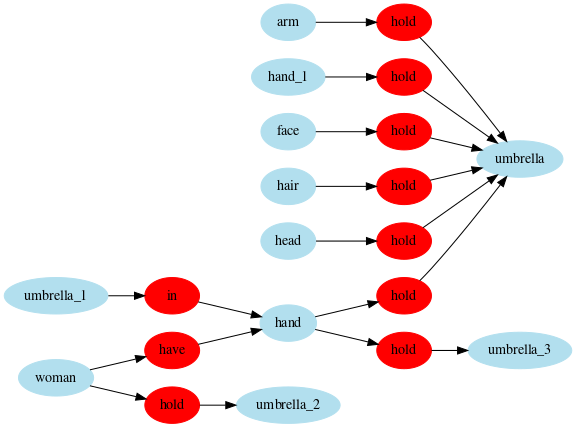 arm hold
hand_1 hold
face hold umbrella
hair hold
head hold
umbrella_1 in hold
hand
have hold umbrella_3
woman
hold umbrella_2